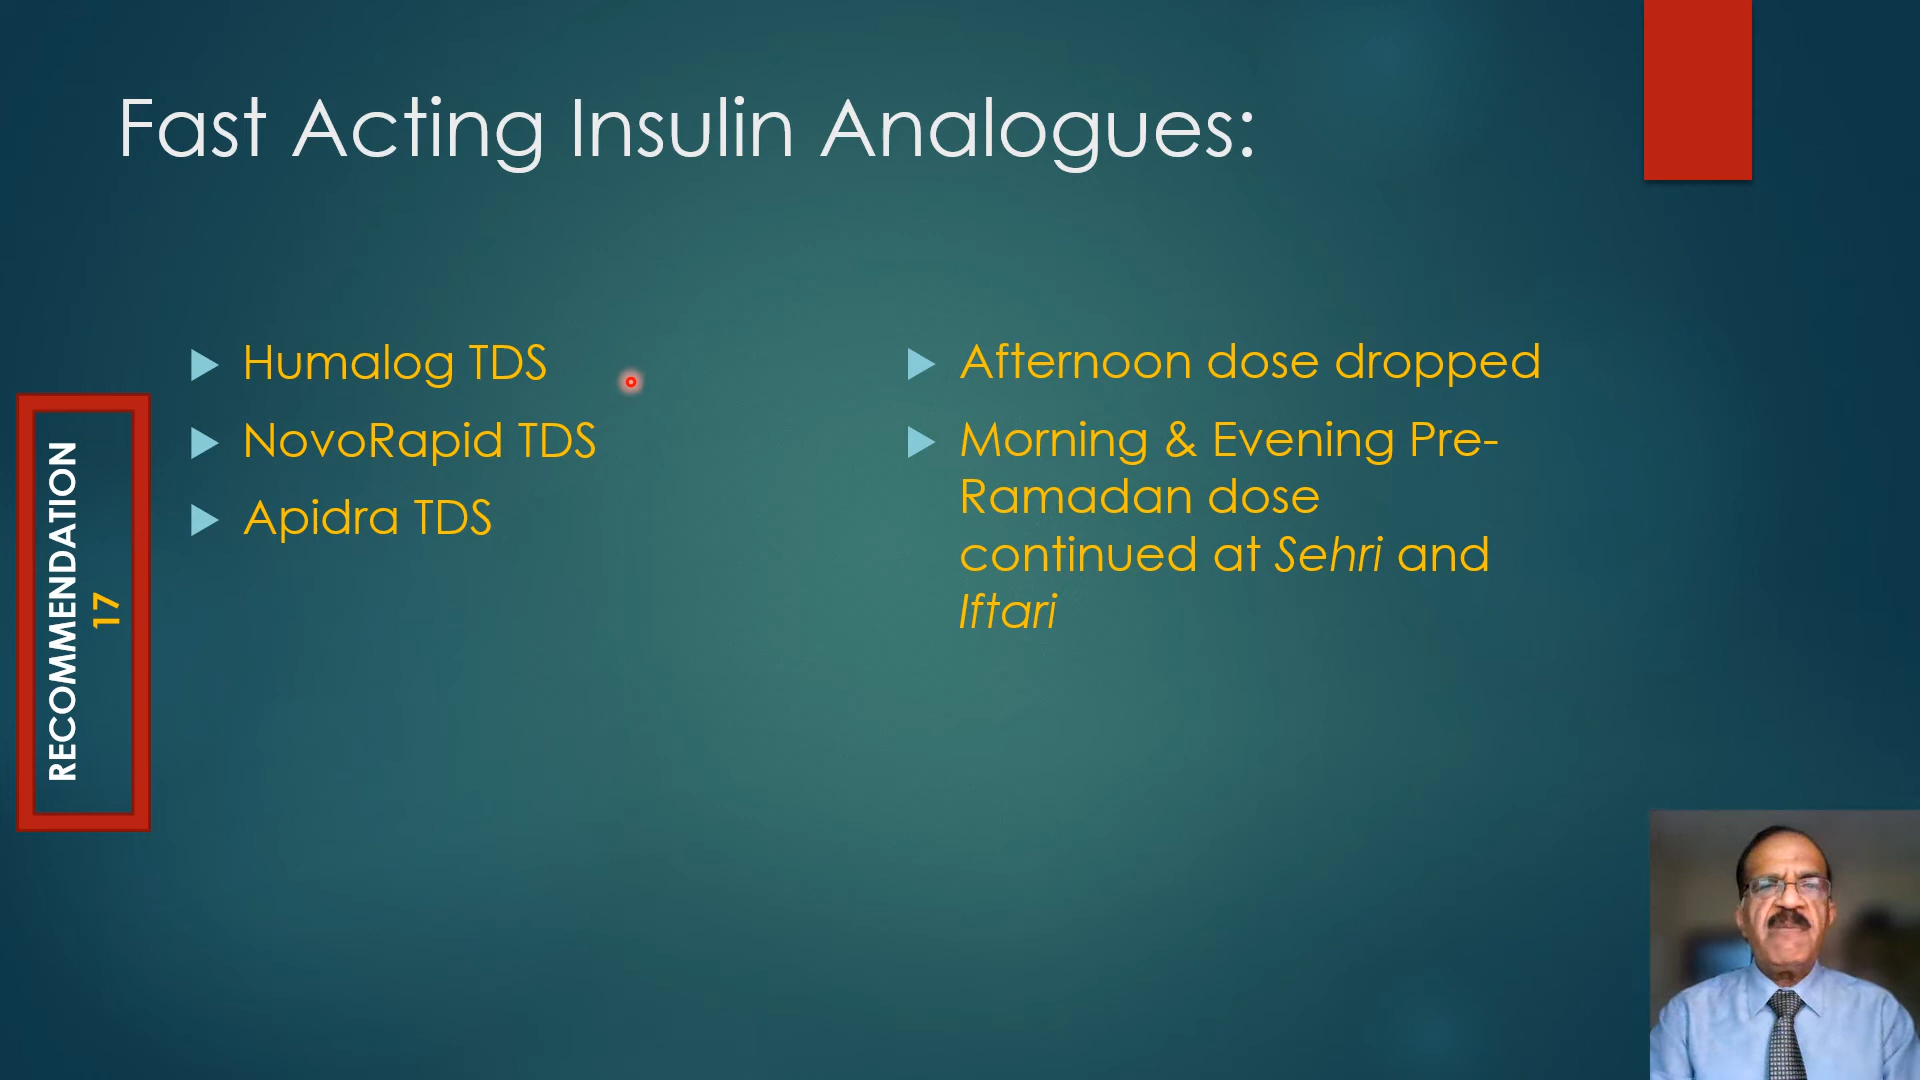 Fast Acting Insulin Analogues:
Humalog TDS
NovoRapid TDS
Apidra TDS
Afternoon dose dropped
Morning & Evening Pre-
Ramadan dose
continued at Sehri and
Iftari
RECOMMENDATION
17